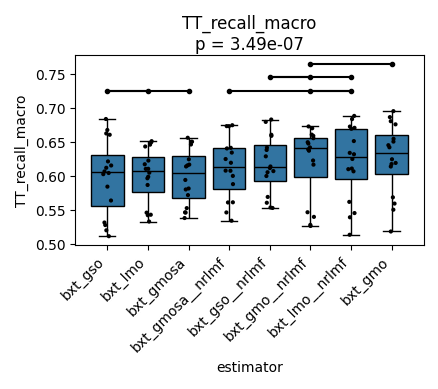 TT_recall_macro
p = 3.49e-07
TT_recall_macro
0.75
0.70
0.65
0.60
0.55
0.50
bxt_gso
bxt_lmo
bxt_gmosa
bxt_gmosa__nrlmf
bxt_gso__nrlmf
bxt_gmo__nrlmf
bxt_lmo__nrlmf
bxt_gmo
estimator